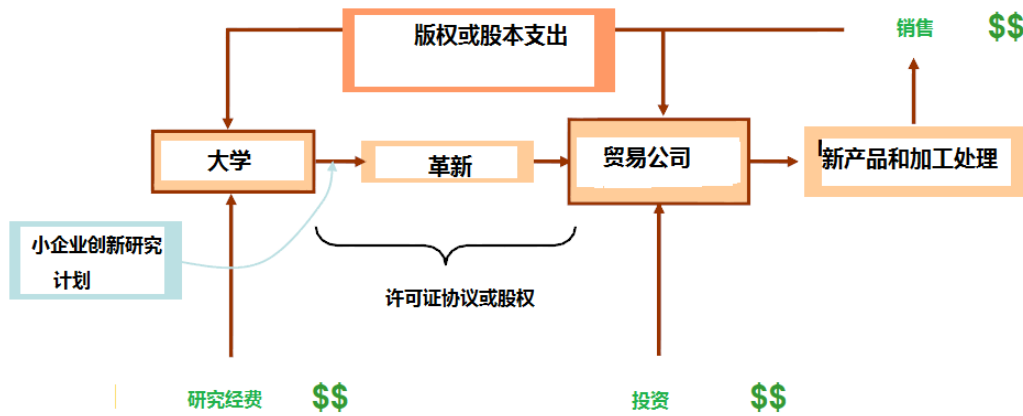 版权或股本支出
销售 $$
大学
革新
贸易公司
新产品和加工处理
小企业创新研究
计划
许可证协议或股权
研究经费 $$
投资 $$